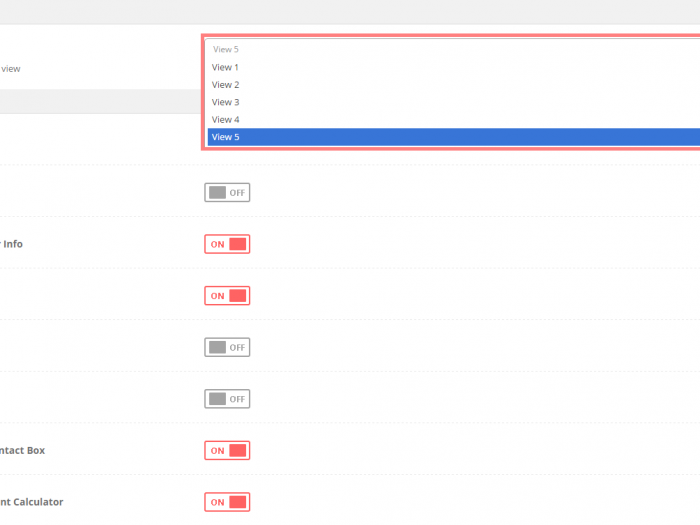 View 5
view
View 1
View 2
View 3
View 4
View 5
OFF
Info
ON
ON
OFF
OFF
ntact Box
ON
nt Calculator
ON